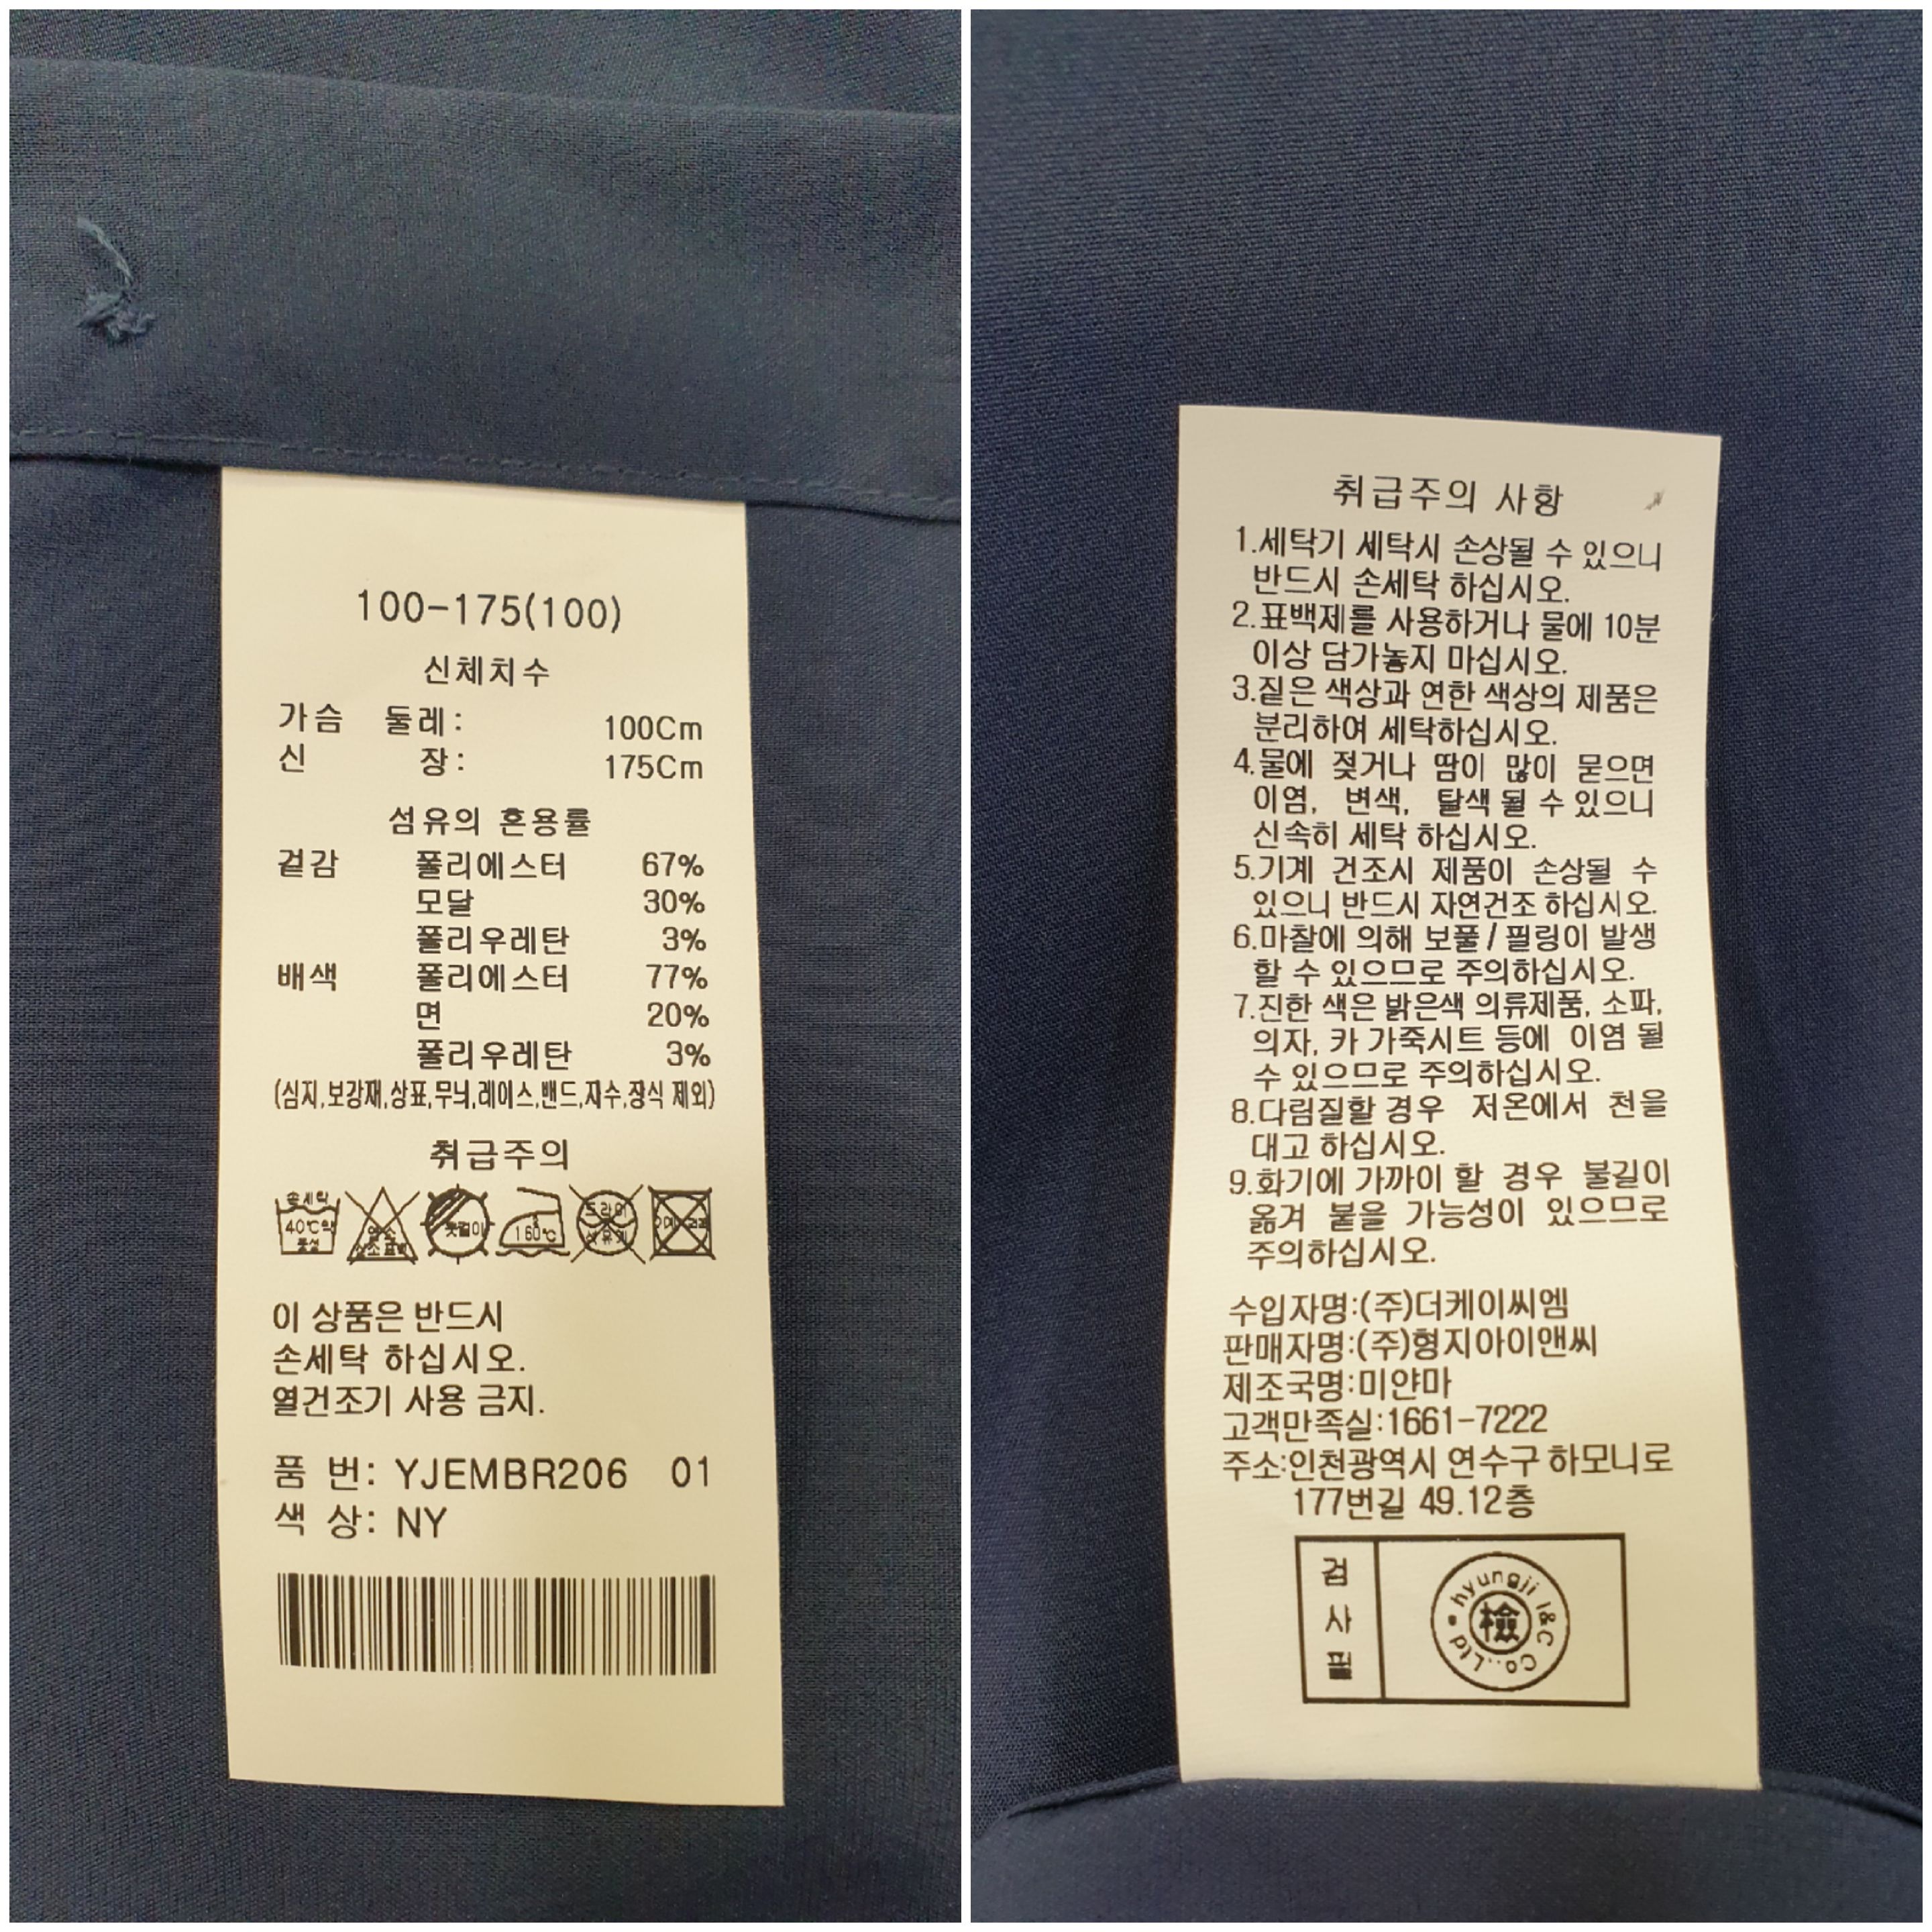 100-175(100)
신체치수
가슴 둘레: 100Cm
신 장: 175Cm
섬유의 혼용률
겉감 폴리에스터 67%
모달 30%
폴리우레탄 3%
배색 폴리에스터 77%
면 20%
폴리우레탄 3%
(심지,보강재,상표,무늬,레이스,밴드,자수,장식 제외)
취급주의
손세탁 드라이
40℃약 염소 옷걸이 160℃ 석유계
중성 산소표백
이 상품은 반드시
손세탁 하십시오.
열건조기 사용 금지.
품 번: YJEMBR206 01
색 상: NY
취급주의 사항
1.세탁기 세탁시 손상될 수 있으니
반드시 손세탁 하십시오.
2.표백제를 사용하거나 물에 10분
이상 담가놓지 마십시오.
3.짙은 색상과 연한 색상의 제품은
분리하여 세탁하십시오.
4.물에 젖거나 땀이 많이 묻으면
이염, 변색, 탈색 될 수 있으니
신속히 세탁 하십시오.
5.기계 건조시 제품이 손상될 수
있으니 반드시 자연건조 하십시오.
6.마찰에 의해 보풀/필링이 발생
할 수 있으므로 주의하십시오.
7.진한 색은 밝은색 의류제품, 소파,
의자, 카 가죽시트 등에 이염 될
수 있으므로 주의하십시오.
8.다림질할 경우 저온에서 천을
대고 하십시오.
9.화기에 가까이 할 경우 불길이
옮겨 붙을 가능성이 있으므로
주의하십시오.
수입자명:(주)더케이씨엠
판매자명:(주)형지아이앤씨
제조국명:미얀마
고객만족실:1661-7222
주소:인천광역시 연수구 하모니로
177번길 49.12층
검사필
hyungji I&C Co.,Ltd
檢